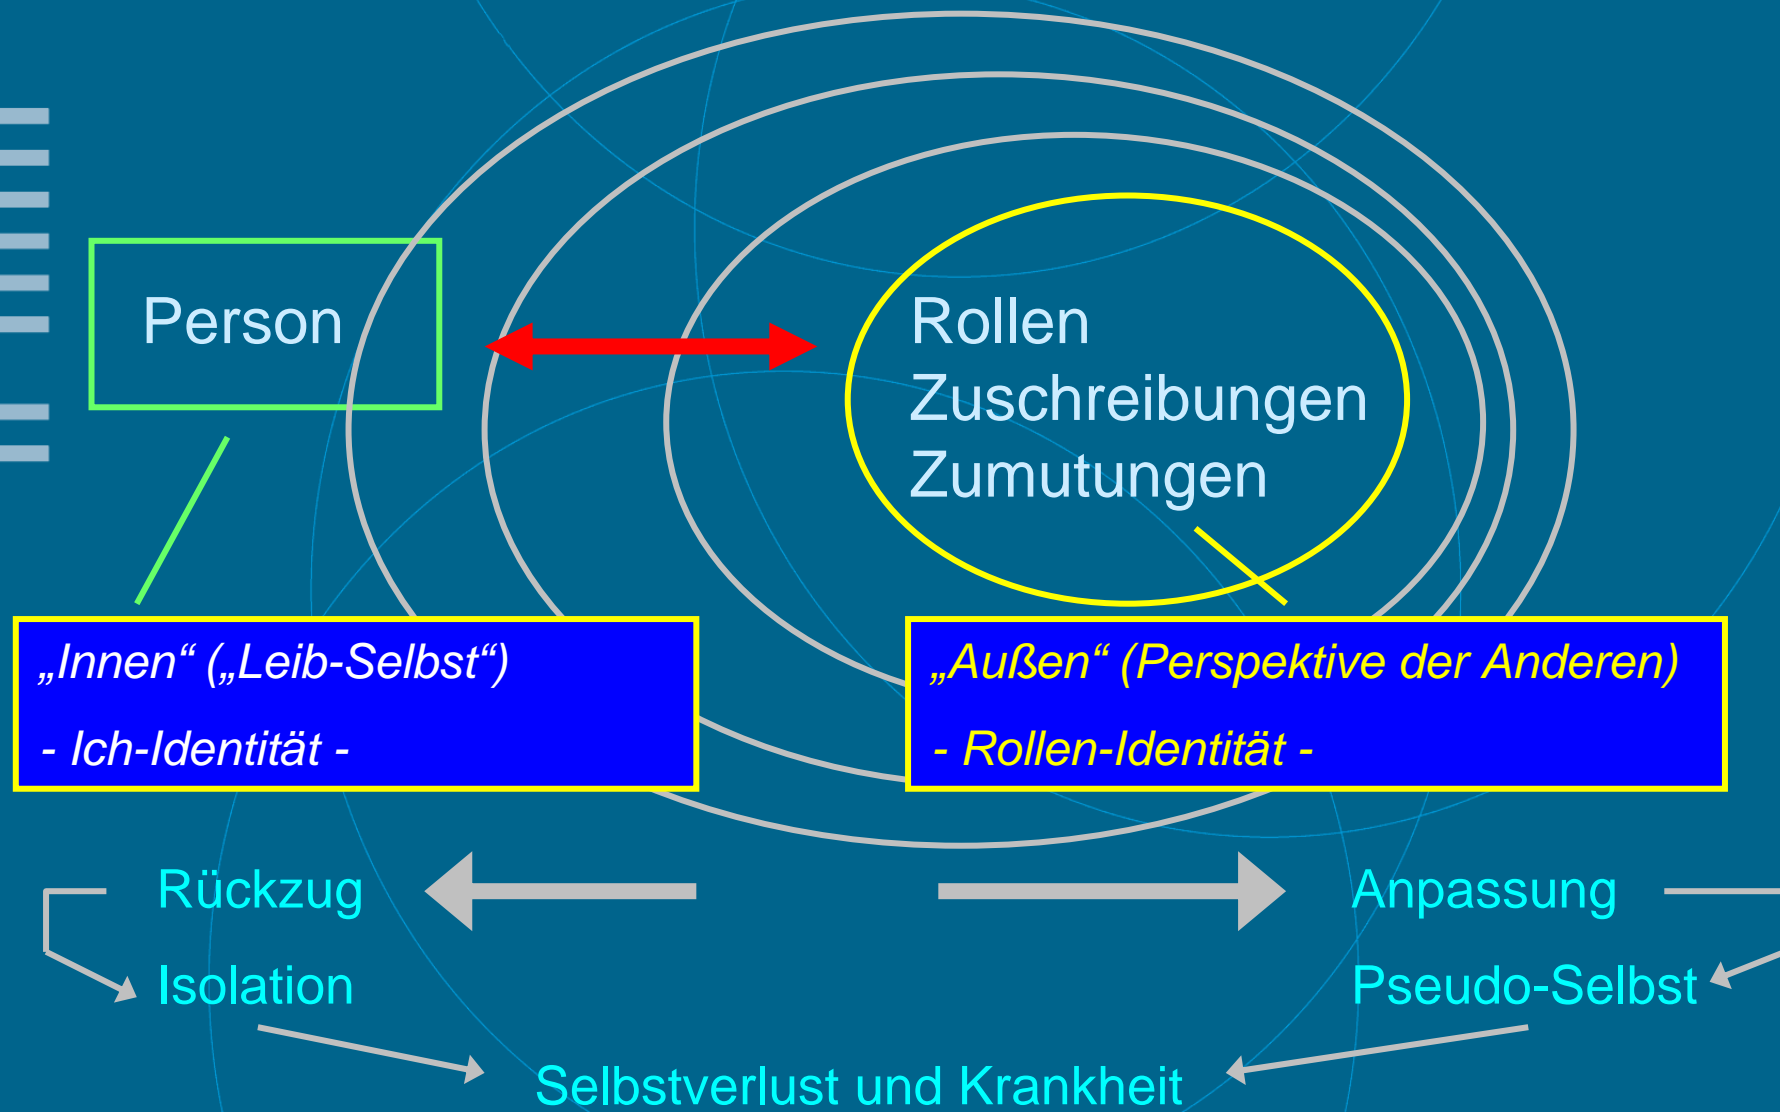 Person
Rollen
Zuschreibungen
Zumutungen
„Innen“ („Leib-Selbst“)
- Ich-Identität -
„Außen“ (Perspektive der Anderen)
- Rollen-Identität -
Rückzug
Anpassung
Isolation
Pseudo-Selbst
Selbstverlust und Krankheit